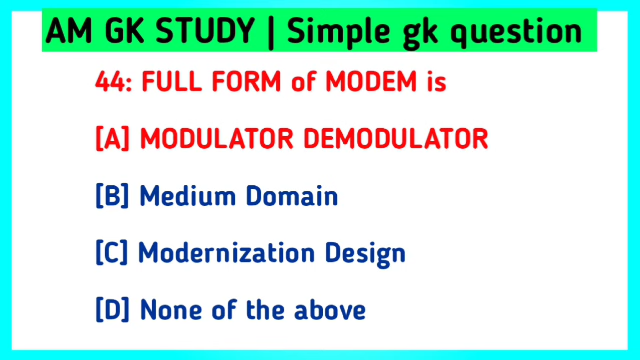 AM GK STUDY | Simple gk question
44: FULL FORM of MODEM is
[A] MODULATOR DEMODULATOR
[B] Medium Domain
[C] Modernization Design
[D] None of the above